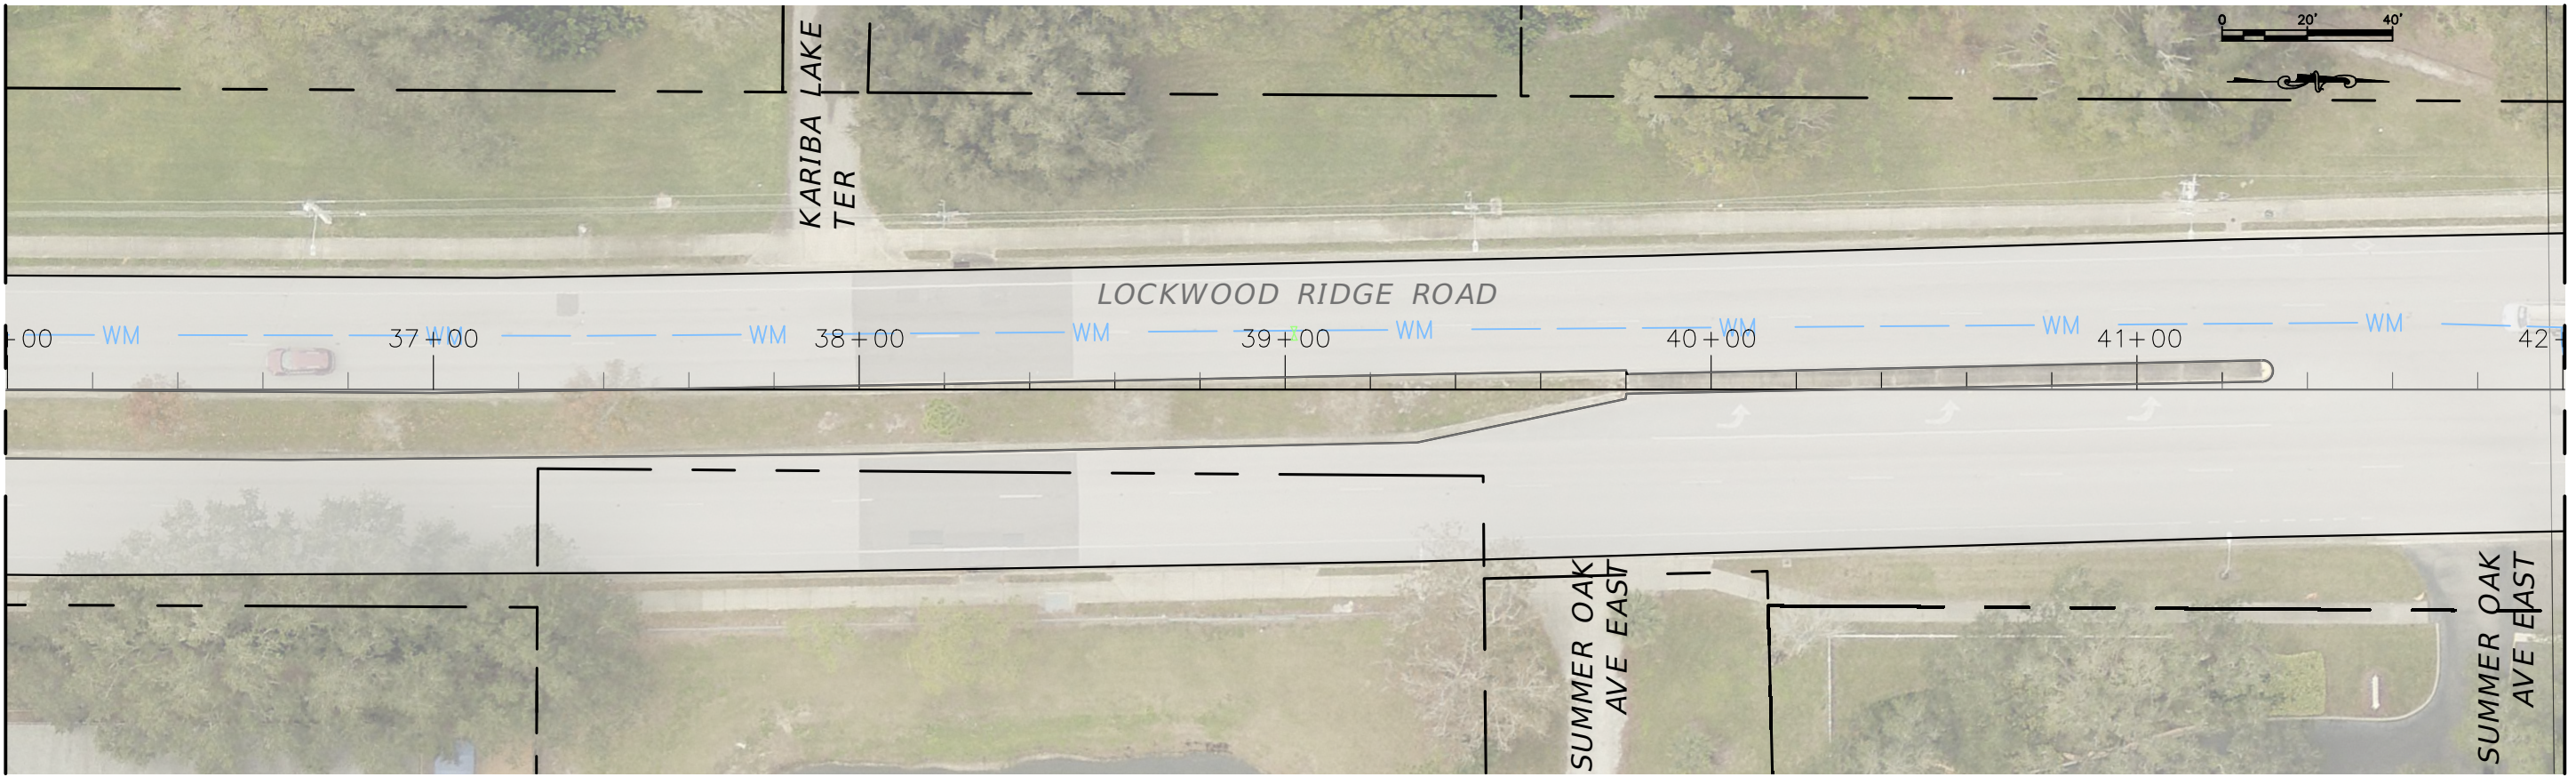 0 20' 40'
KARIBA LAKE
TER
LOCKWOOD RIDGE ROAD
WM WM WM WM WM WM WM WM
+00 37+00 38+00 39+00 40+00 41+00 42+
SUMMER OAK
AVE EAST
SUMMER OAK
AVE EAST